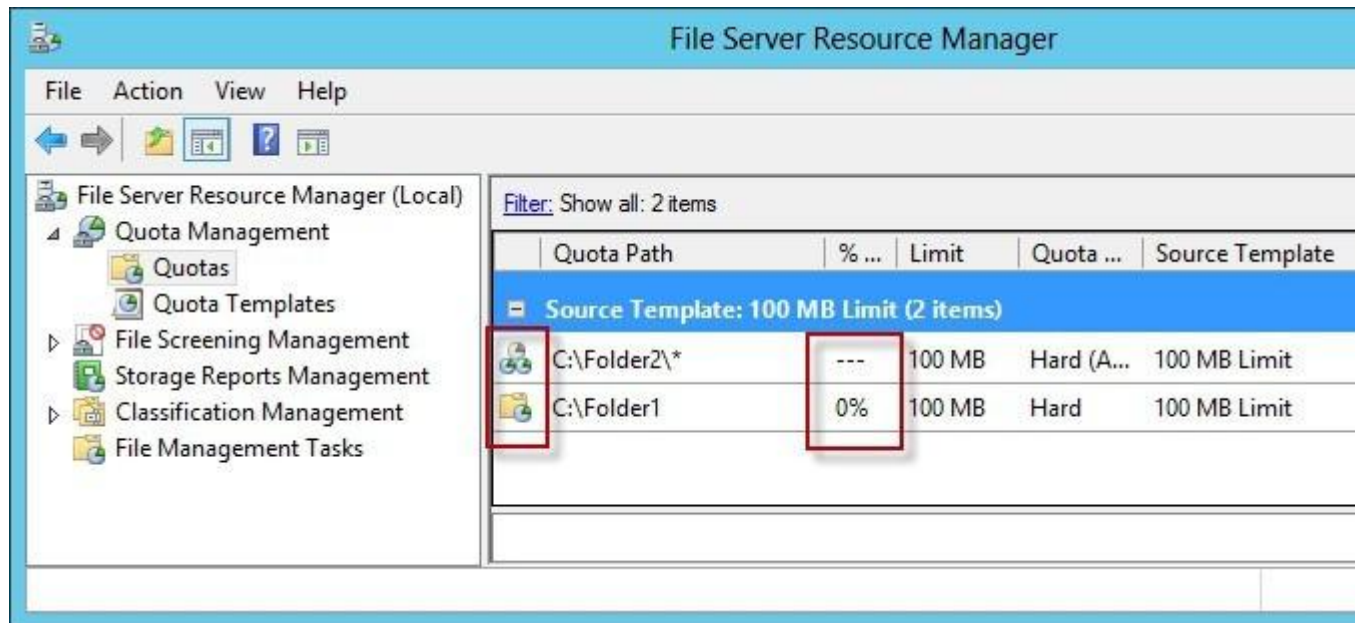 File Server Resource Manager
File Action View Help
File Server Resource Manager (Local)
Quota Management
Quotas
Quota Templates
File Screening Management
Storage Reports Management
Classification Management
File Management Tasks
Filter: Show all: 2 items
Quota Path % ... Limit Quota ... Source Template
Source Template: 100 MB Limit (2 items)
C:\Folder2\* --- 100 MB Hard (A... 100 MB Limit
C:\Folder1 0% 100 MB Hard 100 MB Limit